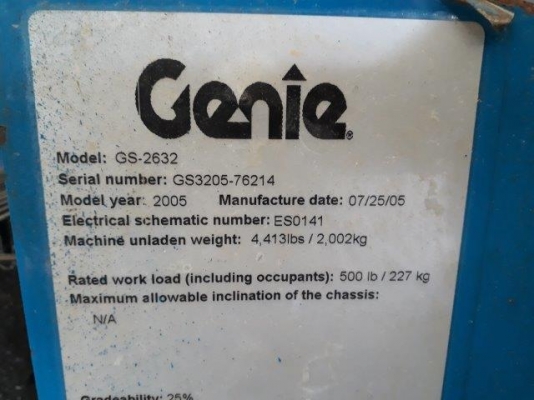 Genie
Model: GS-2632
Serial number: GS3205-76214
Model year: 2005 Manufacture date: 07/25/05
Electrical schematic number: ES0141
Machine unladen weight: 4,413lbs / 2,002kg
Rated work load (including occupants): 500 lb / 227 kg
Maximum allowable inclination of the chassis:
N/A
Gradeability: 25%